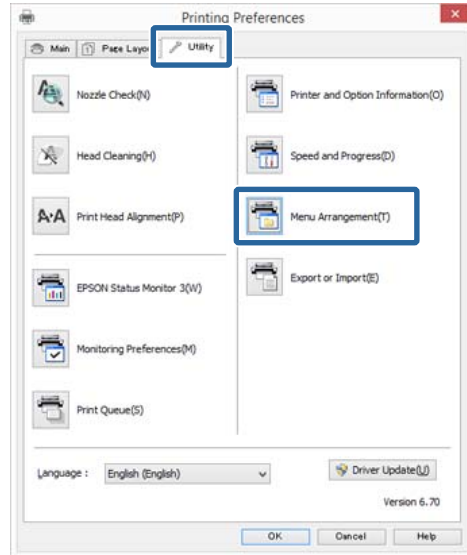 Printing Preferences
Main
Page Layou
Utility
Nozzle Check(N)
Printer and Option Information(O)
Head Cleaning(H)
Speed and Progress(D)
Print Head Alignment(P)
Menu Arrangement(T)
EPSON Status Monitor 3(W)
Export or Import(E)
Monitoring Preferences(M)
Print Queue(S)
Language :
English (English)
Driver Update(U)
Version 6.70
OK
Cancel
Help